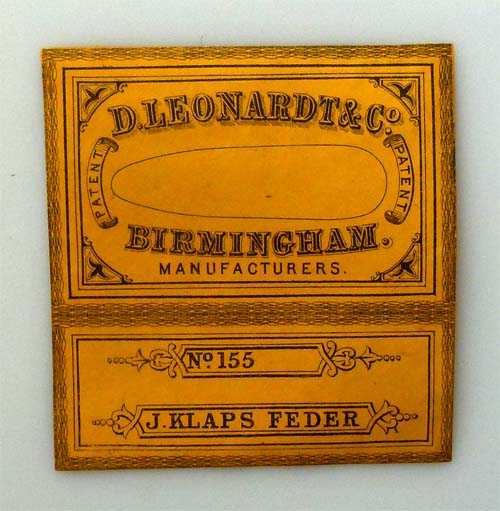 D. LEONARDT & Co.
PATENT
PATENT
BIRMINGHAM.
MANUFACTURERS.
No. 155
J. KLAPS FEDER